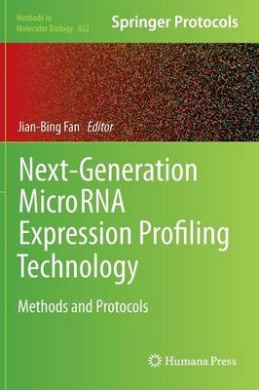 Methods in
Molecular Biology 822
Springer Protocols
Jian-Bing Fan Editor
Next-Generation
MicroRNA
Expression Profiling
Technology
Methods and Protocols
Humana Press